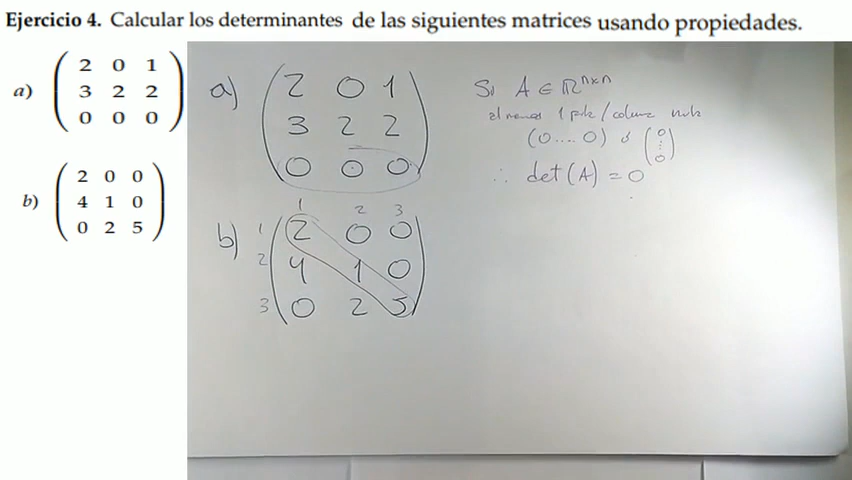 Ejercicio 4. Calcular los determinantes de las siguientes matrices usando propiedades.
a) ( 2 0 1
3 2 2
0 0 0 )
b) ( 2 0 0
4 1 0
0 2 5 )
a) ( 2 0 1
3 2 2
0 0 0 )
Si A ∈ ℝ^{n×n}
al menos 1 fila / columna nula
(0....0) ó ( 0 ⋮ 0 )
∴ det(A) = 0
1 2 3
b) 1 ( 2 0 0
2 4 1 0
3 0 2 5 )